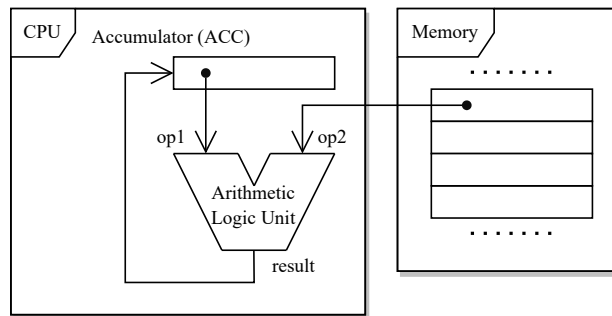 CPU
Accumulator (ACC)
Memory
op1
op2
Arithmetic
Logic Unit
result